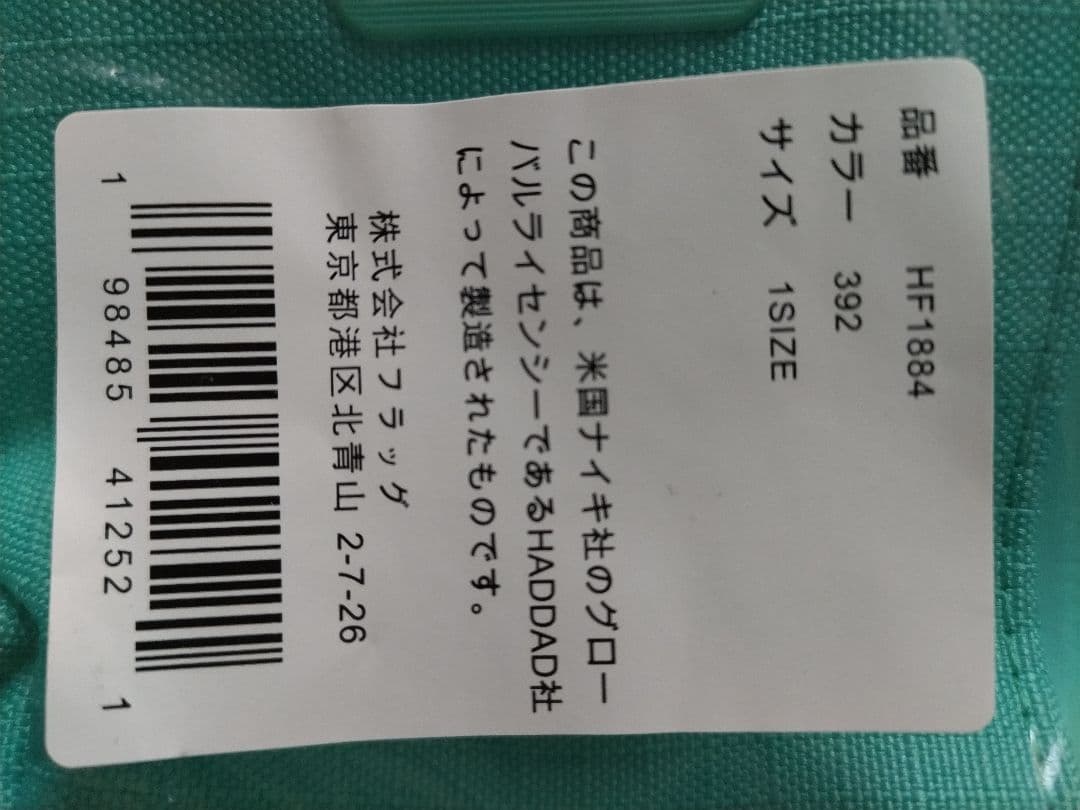 品番 HF1884
カラー 392
サイズ 1SIZE
この商品は、米国ナイキ社のグロー
バルライセンシーであるHADDAD社
によって製造されたものです。
株式会社フラッグ
東京都港区北青山 2-7-26
1 98485 41252 1